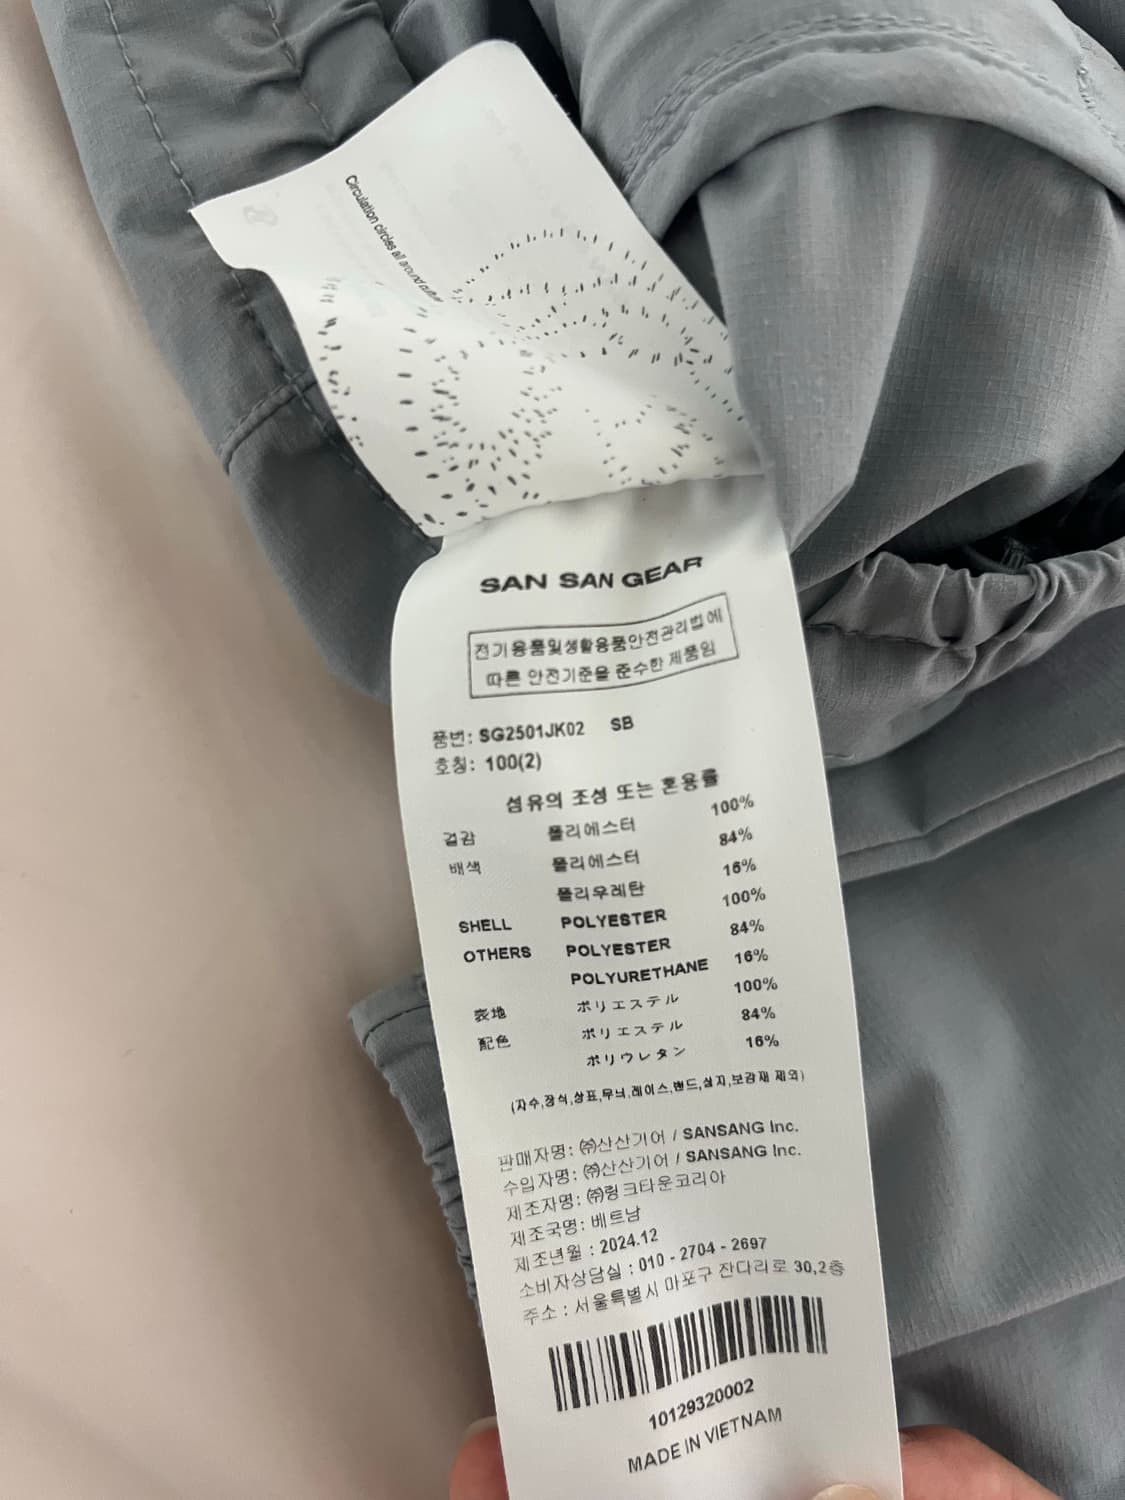 Circulation circles all around outter
SAN SAN GEAR
전기용품및생활용품안전관리법에
따른 안전기준을 준수한 제품임
품번: SG2501JK02 SB
호칭: 100(2)
섬유의 조성 또는 혼용률
겉감 폴리에스터 100%
배색 폴리에스터 84%
폴리우레탄 16%
SHELL POLYESTER 100%
OTHERS POLYESTER 84%
POLYURETHANE 16%
表地 ポリエステル 100%
配色 ポリエステル 84%
ポリウレタン 16%
(자수,장식,상표,무늬,레이스,밴드,심지,보강재 제외)
판매자명: ㈜산산기어 / SANSANG Inc.
수입자명: ㈜산산기어 / SANSANG Inc.
제조자명: ㈜링크타운코리아
제조국명: 베트남
제조년월 : 2024.12
소비자상담실 : 010 - 2704 - 2697
주소 : 서울특별시 마포구 잔다리로 30,2층
10129320002
MADE IN VIETNAM